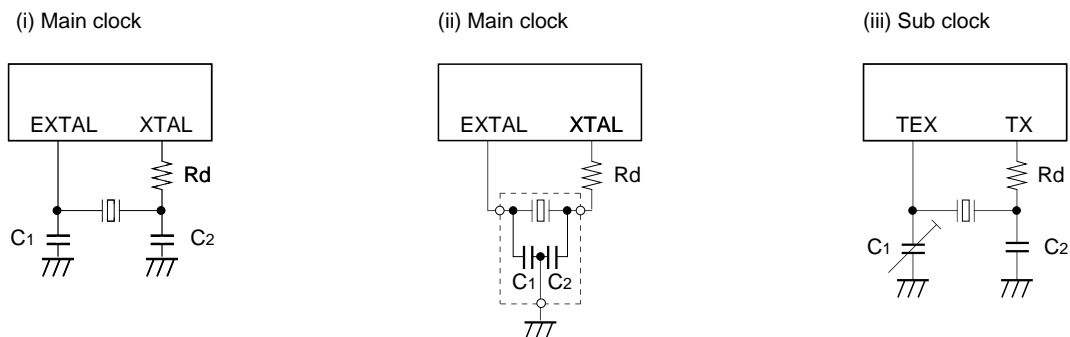 (i) Main clock
EXTAL XTAL
Rd
C1 C2
(ii) Main clock
EXTAL XTAL
Rd
C1 C2
(iii) Sub clock
TEX TX
Rd
C1 C2